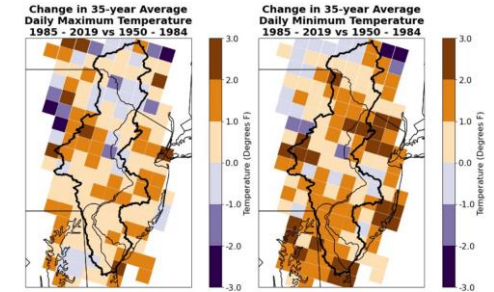 Change in 35-year Average
Daily Maximum Temperature
1985 - 2019 vs 1950 - 1984
3.0
2.0
1.0
0.0
-1.0
-2.0
-3.0
Temperature (Degrees F)
Change in 35-year Average
Daily Minimum Temperature
1985 - 2019 vs 1950 - 1984
3.0
2.0
1.0
0.0
-1.0
-2.0
-3.0
Temperature (Degrees F)